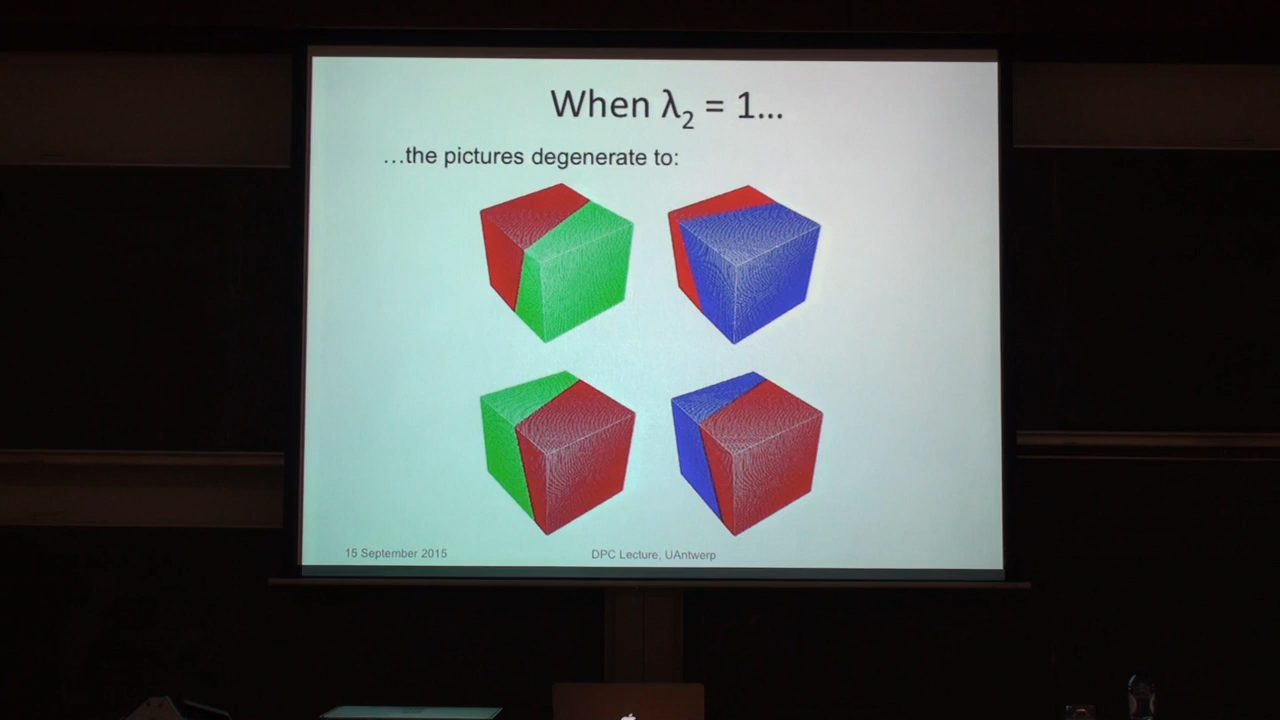 When λ₂ = 1...
...the pictures degenerate to:
15 September 2015
DPC Lecture, UAntwerp